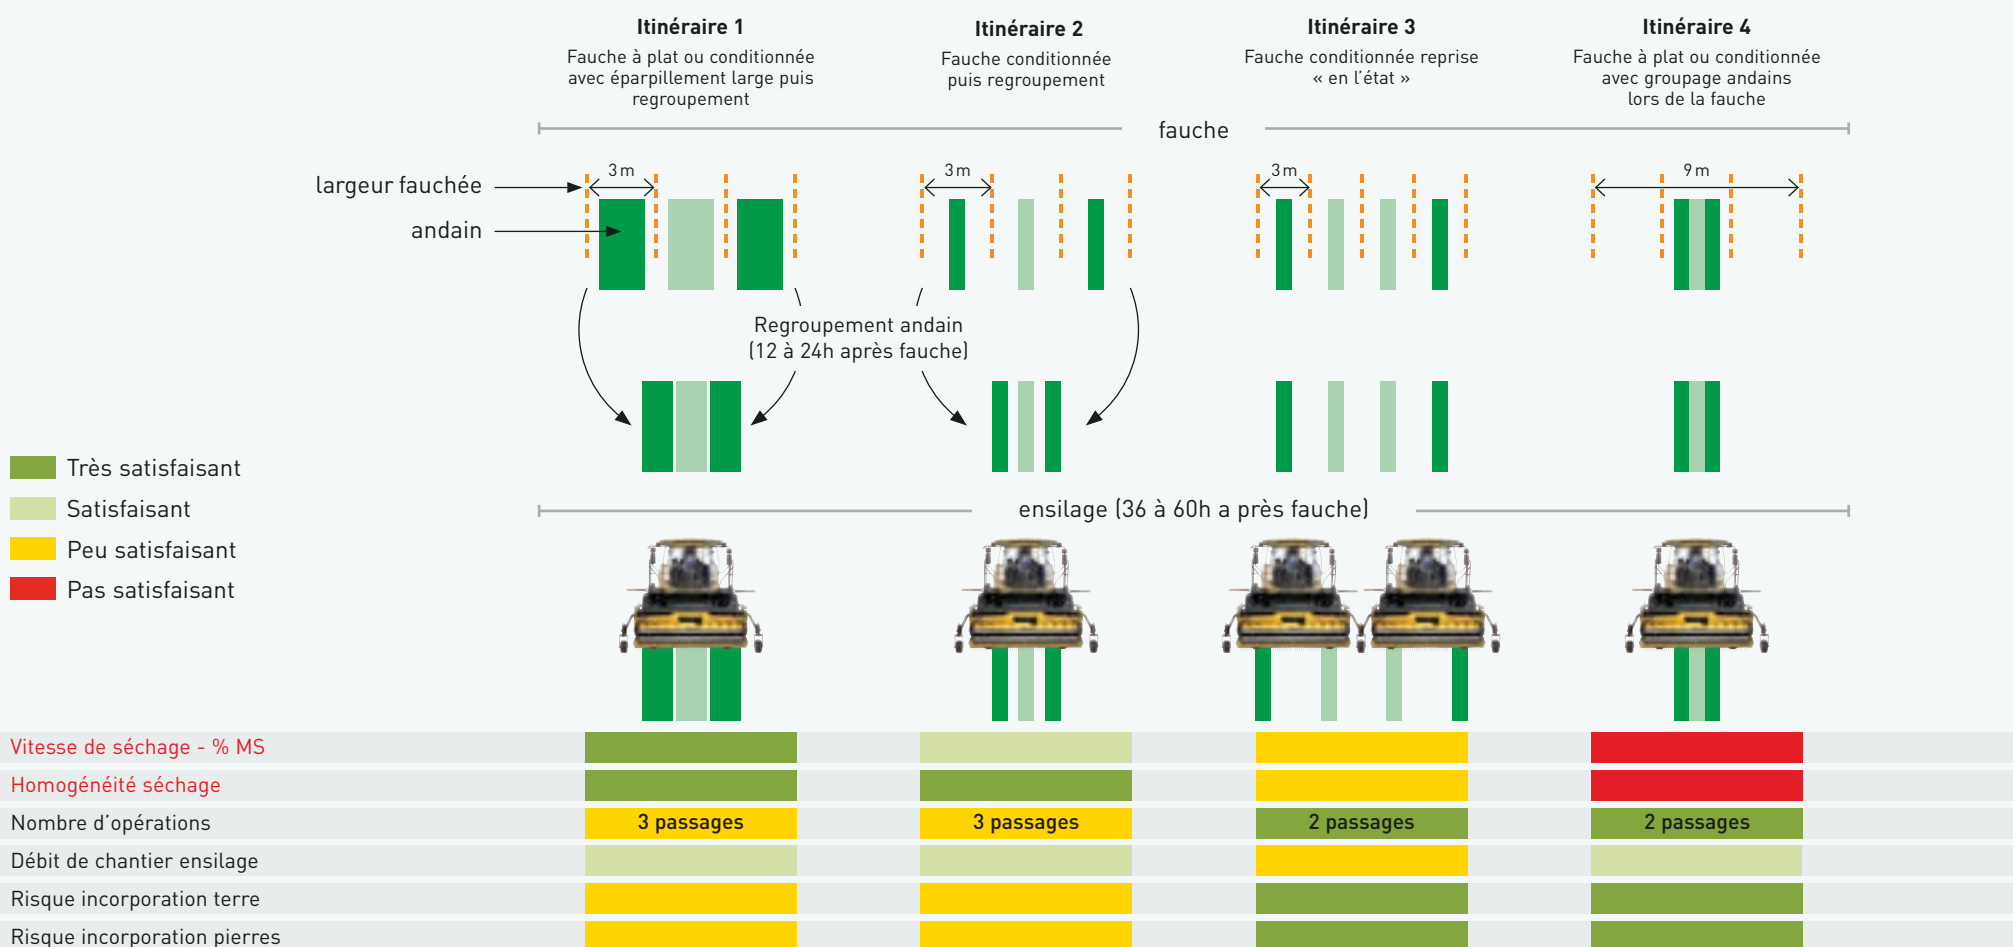 Itinéraire 1
Fauche à plat ou conditionnée
avec éparpillement large puis
regroupement
Itinéraire 2
Fauche conditionnée
puis regroupement
Itinéraire 3
Fauche conditionnée reprise
« en l'état »
Itinéraire 4
Fauche à plat ou conditionnée
avec groupage andains
lors de la fauche
fauche
largeur fauchée
3 m
3 m
3 m
9 m
andain
Regroupement andain
(12 à 24h après fauche)
Très satisfaisant
Satisfaisant
Peu satisfaisant
Pas satisfaisant
ensilage (36 à 60h a près fauche)
Vitesse de séchage - % MS
Homogénéité séchage
Nombre d'opérations
3 passages
3 passages
2 passages
2 passages
Débit de chantier ensilage
Risque incorporation terre
Risque incorporation pierres